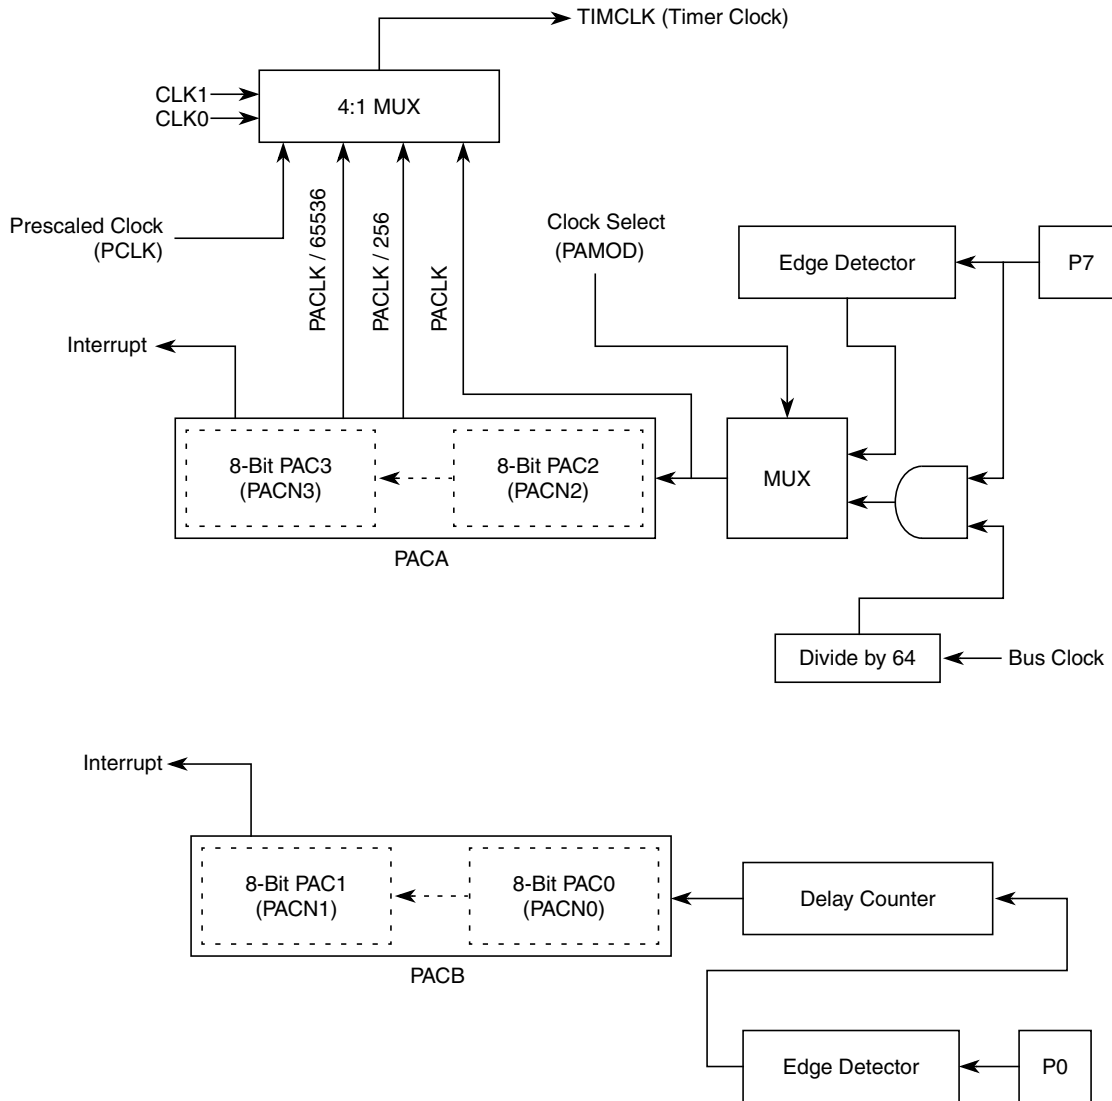 TIMCLK (Timer Clock)
CLK1
CLK0
4:1 MUX
Prescaled Clock
(PCLK)
PACLK / 65536
PACLK / 256
PACLK
Clock Select
(PAMOD)
Edge Detector
P7
Interrupt
8-Bit PAC3
(PACN3)
8-Bit PAC2
(PACN2)
MUX
PACA
Divide by 64
Bus Clock
Interrupt
8-Bit PAC1
(PACN1)
8-Bit PAC0
(PACN0)
Delay Counter
PACB
Edge Detector
P0